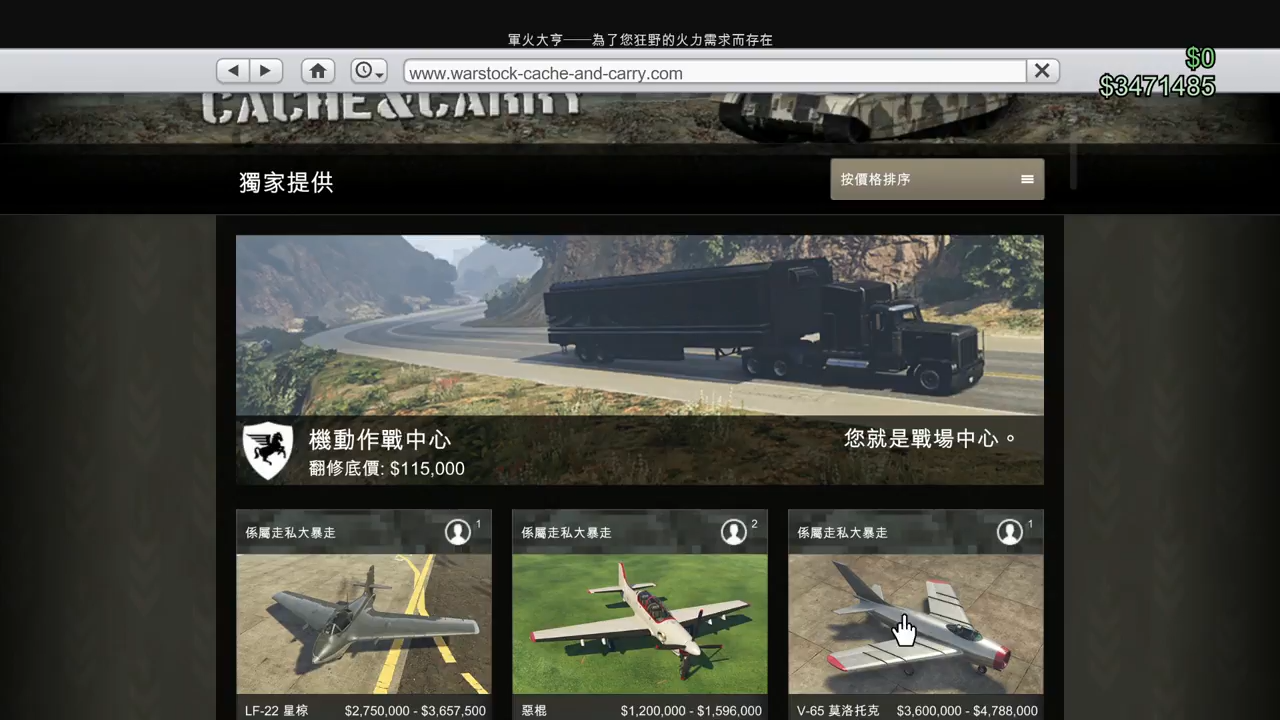 軍火大亨——為了您狂野的火力需求而存在
www.warstock-cache-and-carry.com
$0
$3471485
CACHE&CARRY
獨家提供
按價格排序
機動作戰中心
您就是戰場中心。
翻修底價: $115,000
係屬走私大暴走 1
係屬走私大暴走 2
係屬走私大暴走 1
LF-22 星椋 $2,750,000 - $3,657,500
惡棍 $1,200,000 - $1,596,000
V-65 莫洛托克 $3,600,000 - $4,788,000